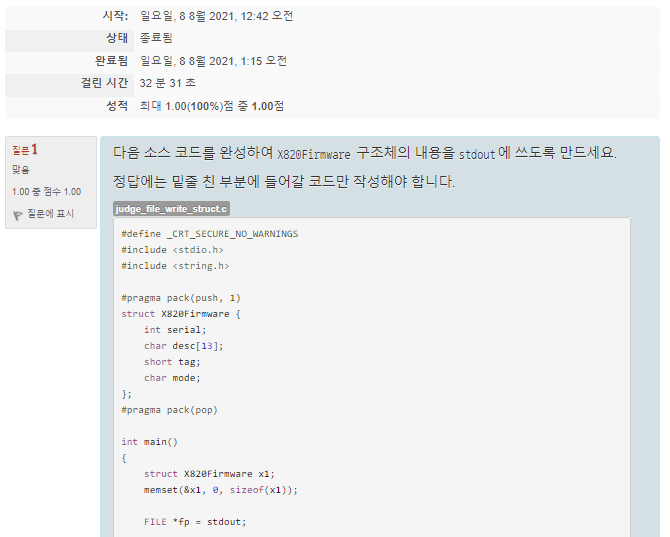 시작: 일요일, 8 8월 2021, 12:42 오전
상태 종료됨
완료됨 일요일, 8 8월 2021, 1:15 오전
걸린 시간 32 분 31 초
성적 최대 1.00(100%)점 중 1.00점
질문 1
맞음
1.00 중 점수 1.00
질문에 표시
다음 소스 코드를 완성하여 X820Firmware 구조체의 내용을 stdout에 쓰도록 만드세요.
정답에는 밑줄 친 부분에 들어갈 코드만 작성해야 합니다.
judge_file_write_struct.c
#define _CRT_SECURE_NO_WARNINGS
#include <stdio.h>
#include <string.h>
#pragma pack(push, 1)
struct X820Firmware {
    int serial;
    char desc[13];
    short tag;
    char mode;
};
#pragma pack(pop)
int main()
{
    struct X820Firmware x1;
    memset(&x1, 0, sizeof(x1));
    FILE *fp = stdout;